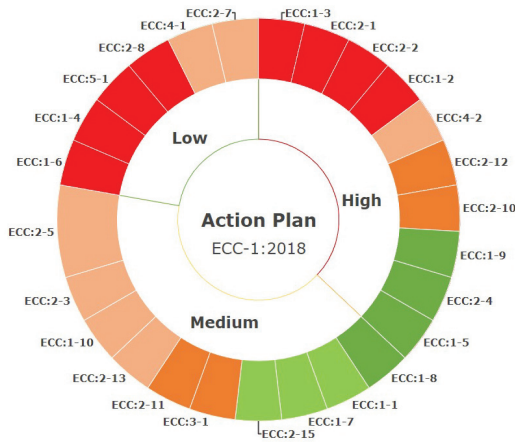 ECC:2-7
ECC:1-3
ECC:4-1
ECC:2-1
ECC:2-8
ECC:2-2
ECC:5-1
ECC:1-2
ECC:1-4
ECC:4-2
Low
ECC:1-6
ECC:2-12
High
ECC:2-10
Action Plan
ECC-1:2018
ECC:2-5
ECC:1-9
ECC:2-3
ECC:2-4
Medium
ECC:1-10
ECC:1-5
ECC:2-13
ECC:1-8
ECC:2-11
ECC:1-1
ECC:3-1
ECC:1-7
ECC:2-15